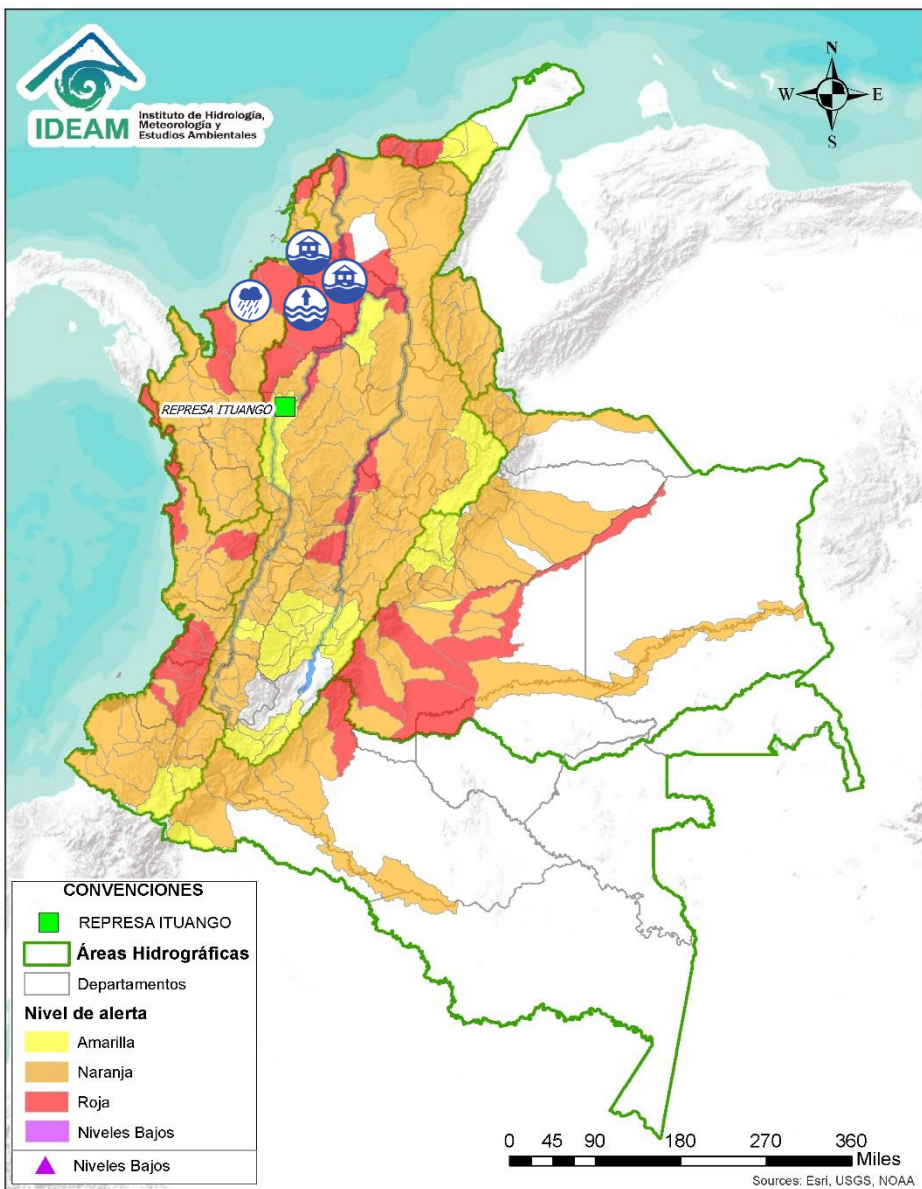 IDEAM
Instituto de Hidrología,
Meteorología y
Estudios Ambientales
N
W
E
S
REPRESA ITUANGO
CONVENCIONES
REPRESA ITUANGO
Áreas Hidrográficas
Departamentos
Nivel de alerta
Amarilla
Naranja
Roja
Niveles Bajos
Niveles Bajos
0 45 90 180 270 360
Miles
Sources: Esri, USGS, NOAA